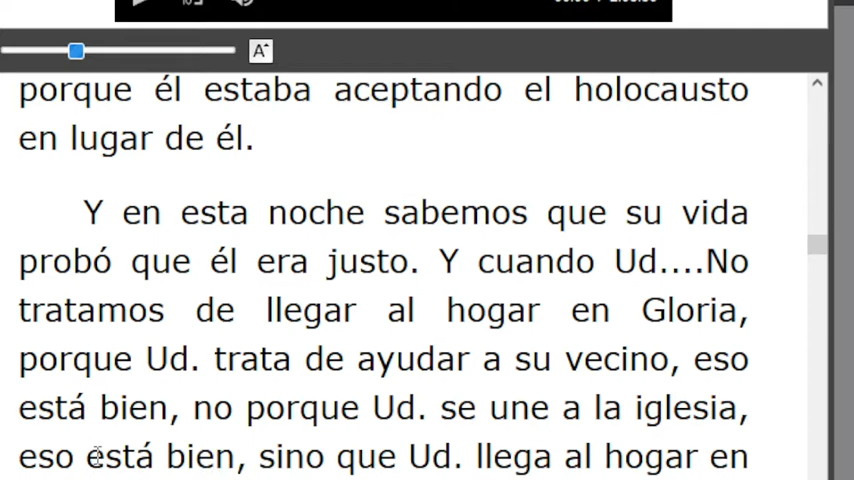 A
porque él estaba aceptando el holocausto
en lugar de él.
Y en esta noche sabemos que su vida
probó que él era justo. Y cuando Ud....No
tratamos de llegar al hogar en Gloria,
porque Ud. trata de ayudar a su vecino, eso
está bien, no porque Ud. se une a la iglesia,
eso está bien, sino que Ud. llega al hogar en